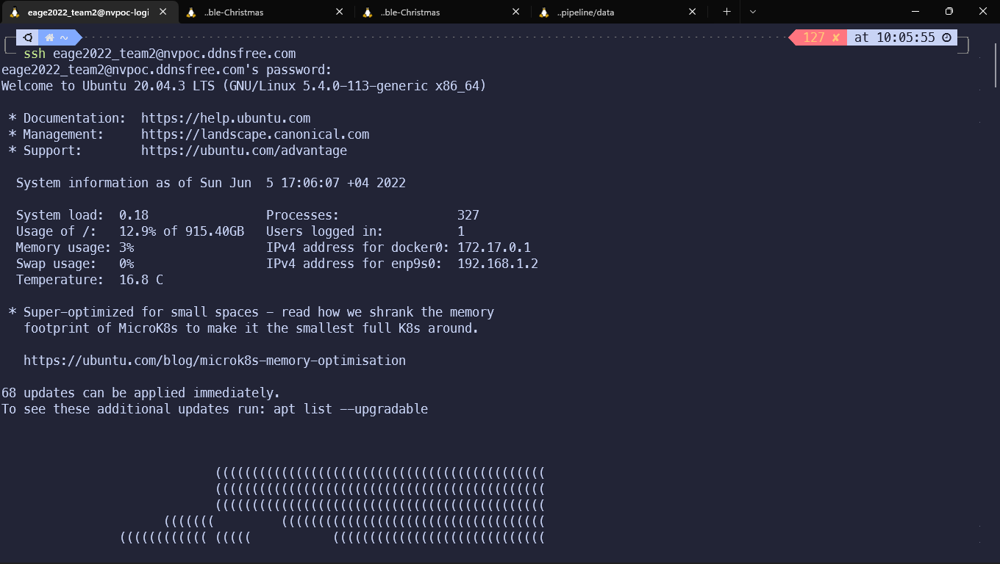 eage2022_team2@nvpoc-logi
..ble-Christmas
..ble-Christmas
..pipeline/data
~ 127 ✘ at 10:05:55
ssh eage2022_team2@nvpoc.ddnsfree.com
eage2022_team2@nvpoc.ddnsfree.com's password:
Welcome to Ubuntu 20.04.3 LTS (GNU/Linux 5.4.0-113-generic x86_64)
* Documentation:  https://help.ubuntu.com
* Management:     https://landscape.canonical.com
* Support:        https://ubuntu.com/advantage
System information as of Sun Jun  5 17:06:07 +04 2022
System load:  0.18                Processes:                327
Usage of /:   12.9% of 915.40GB   Users logged in:          1
Memory usage: 3%                  IPv4 address for docker0: 172.17.0.1
Swap usage:   0%                  IPv4 address for enp9s0:  192.168.1.2
Temperature:  16.8 C
* Super-optimized for small spaces - read how we shrank the memory
footprint of MicroK8s to make it the smallest full K8s around.
https://ubuntu.com/blog/microk8s-memory-optimisation
68 updates can be applied immediately.
To see these additional updates run: apt list --upgradable
(((((((((((((((((((((((((((((((((((((((((((((
(((((((((((((((((((((((((((((((((((((((((((((
(((((((((((((((((((((((((((((((((((((((((((((
(((((((         ((((((((((((((((((((((((((((((((((((
(((((((((((( (((((           (((((((((((((((((((((((((((((